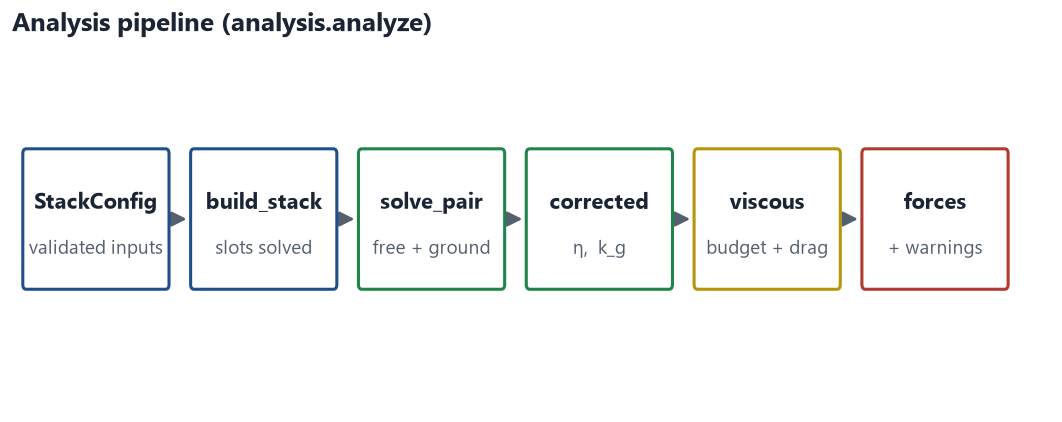 Analysis pipeline (analysis.analyze)
StackConfig
validated inputs
build_stack
slots solved
solve_pair
free + ground
corrected
η, k_g
viscous
budget + drag
forces
+ warnings